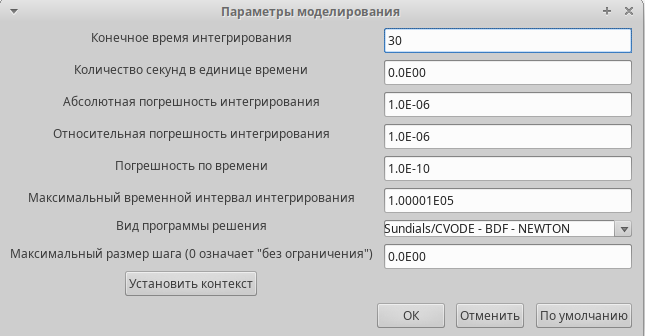 Параметры моделирования
Конечное время интегрирования 30
Количество секунд в единице времени 0.0E00
Абсолютная погрешность интегрирования 1.0E-06
Относительная погрешность интегрирования 1.0E-06
Погрешность по времени 1.0E-10
Максимальный временной интервал интегрирования 1.00001E05
Вид программы решения Sundials/CVODE - BDF - NEWTON
Максимальный размер шага (0 означает "без ограничения") 0.0E00
Установить контекст
ОК Отменить По умолчанию